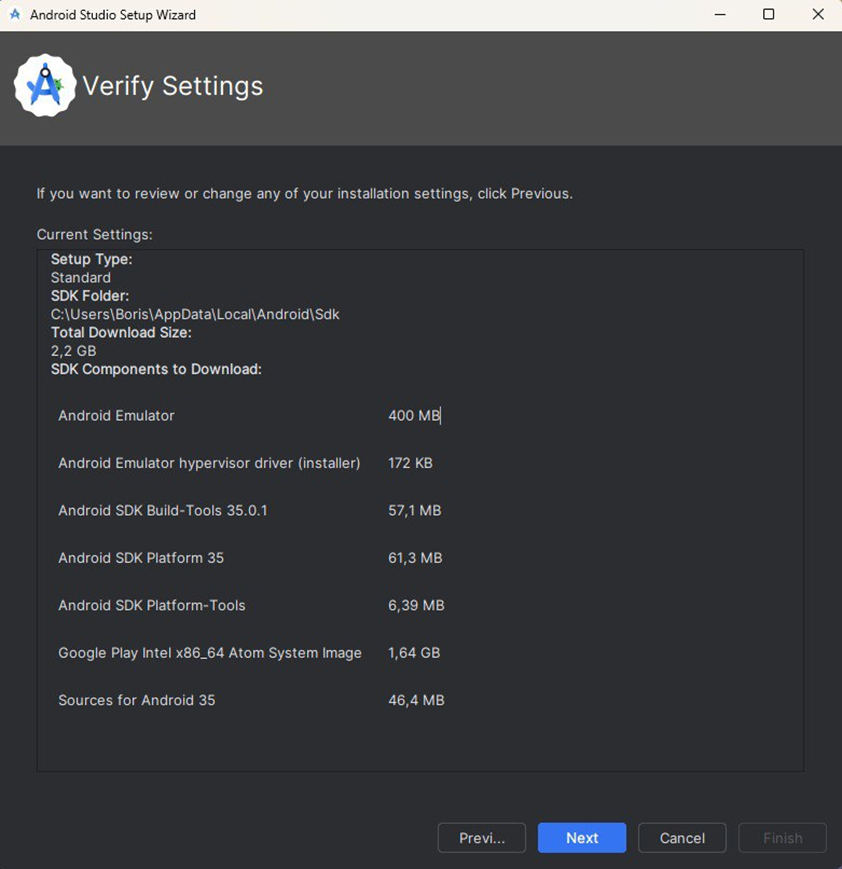 Android Studio Setup Wizard
Verify Settings
If you want to review or change any of your installation settings, click Previous.
Current Settings:
Setup Type:
Standard
SDK Folder:
C:\Users\Boris\AppData\Local\Android\Sdk
Total Download Size:
2,2 GB
SDK Components to Download:
Android Emulator 400 MB
Android Emulator hypervisor driver (installer) 172 KB
Android SDK Build-Tools 35.0.1 57,1 MB
Android SDK Platform 35 61,3 MB
Android SDK Platform-Tools 6,39 MB
Google Play Intel x86_64 Atom System Image 1,64 GB
Sources for Android 35 46,4 MB
Previ... Next Cancel Finish